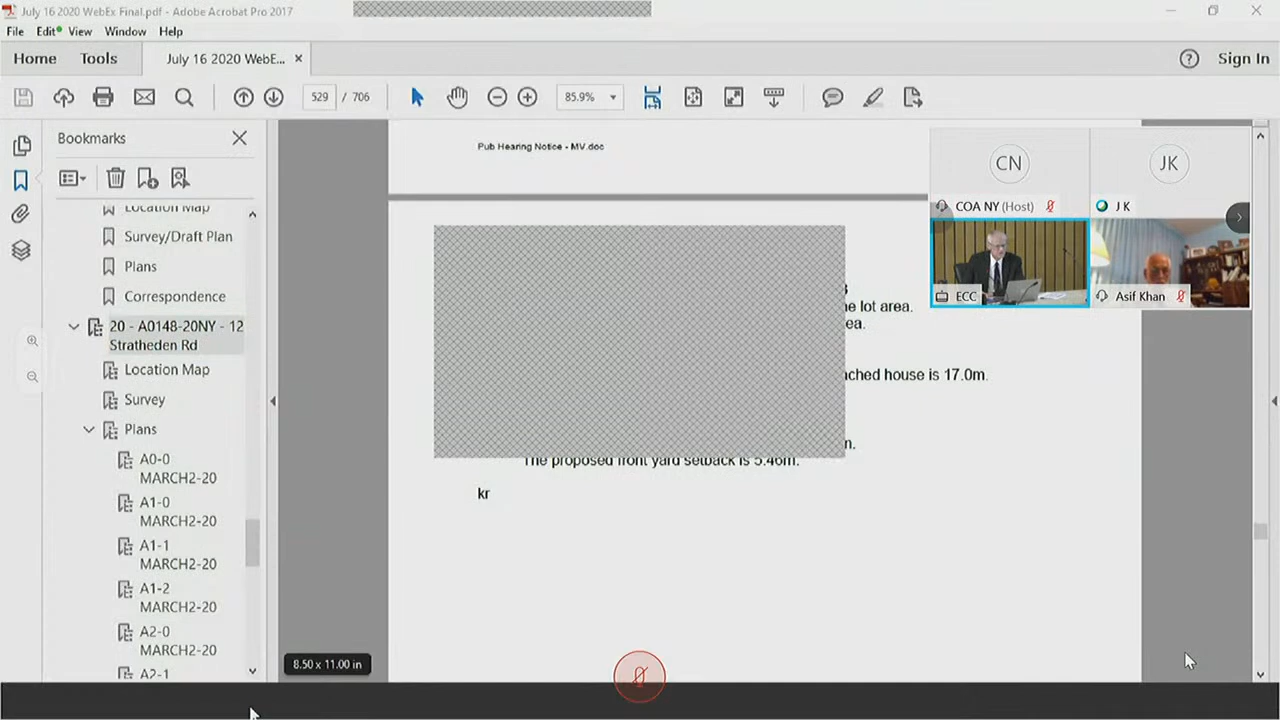 July 16 2020 WebEx Final.pdf - Adobe Acrobat Pro 2017
File Edit View Window Help
Home Tools July 16 2020 WebE... × Sign In
529 / 706 85.9%
Bookmarks
Location Map
Survey/Draft Plan
Plans
Correspondence
20 - A0148-20NY - 12
Stratheden Rd
Location Map
Survey
Plans
A0-0
MARCH2-20
A1-0
MARCH2-20
A1-1
MARCH2-20
A1-2
MARCH2-20
A2-0
MARCH2-20
A2-1
Pub Hearing Notice - MV.doc
lot area.
ached house is 17.0m.
The proposed front yard setback is 5.46m.
kr
8.50 x 11.00 in
CN
JK
COA NY (Host)
J K
ECC
Asif Khan